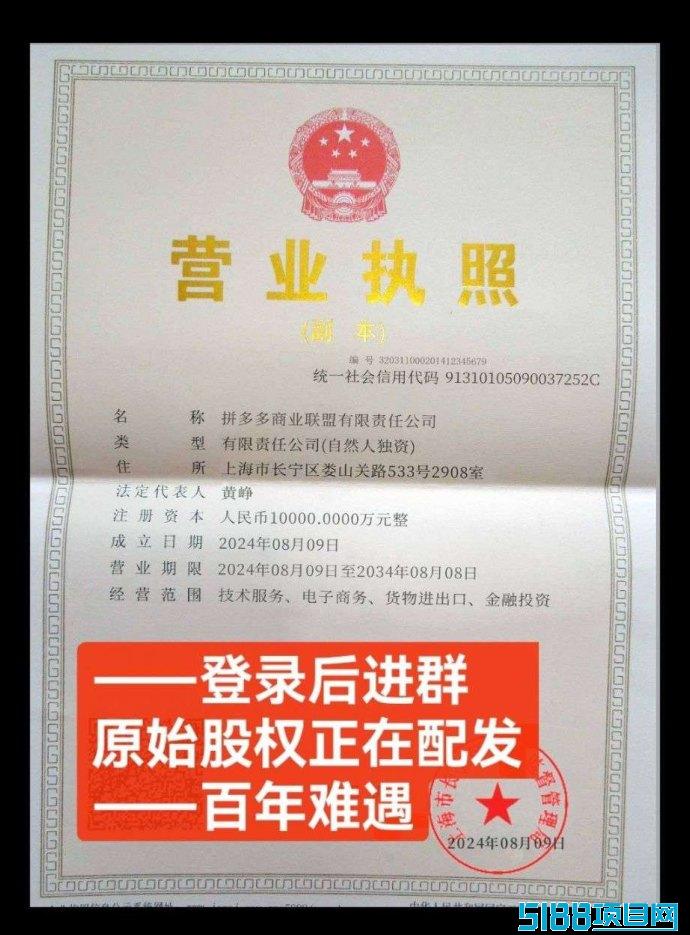 营业执照
(副 本)
编 号 320311000201412345679
统一社会信用代码 91310105090037252C
名 称 拼多多商业联盟有限责任公司
类 型 有限责任公司(自然人独资)
住 所 上海市长宁区娄山关路533号2908室
法定代表人 黄峥
注 册 资 本 人民币10000.0000万元整
成 立 日 期 2024年08月09日
营 业 期 限 2024年08月09日至2034年08月08日
经 营 范 围 技术服务、电子商务、货物进出口、金融投资
——登录后进群
原始股权正在配发
——百年难遇
上海市长 督管理局
2024年08月09日
5188项目网